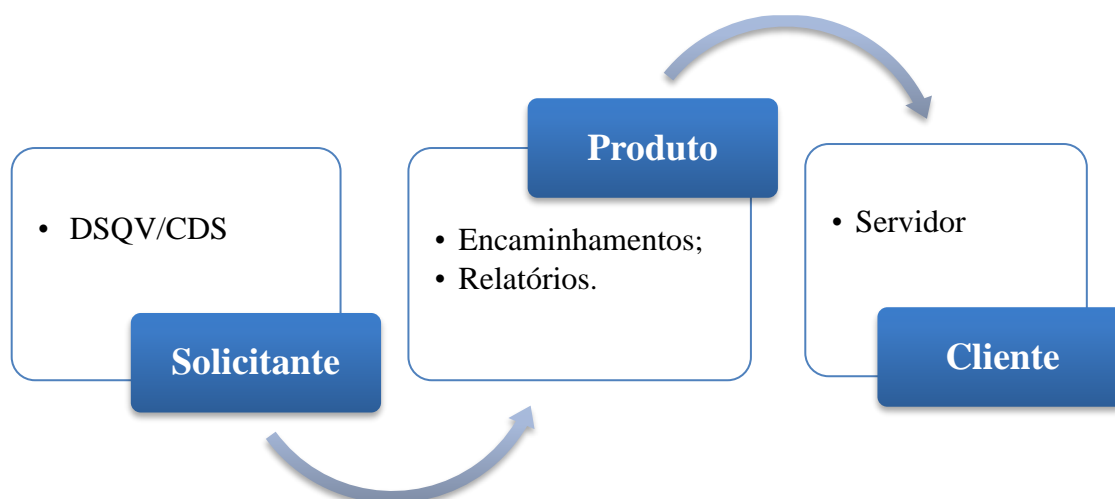 • DSQV/CDS
Solicitante
Produto
• Encaminhamentos;
• Relatórios.
• Servidor
Cliente